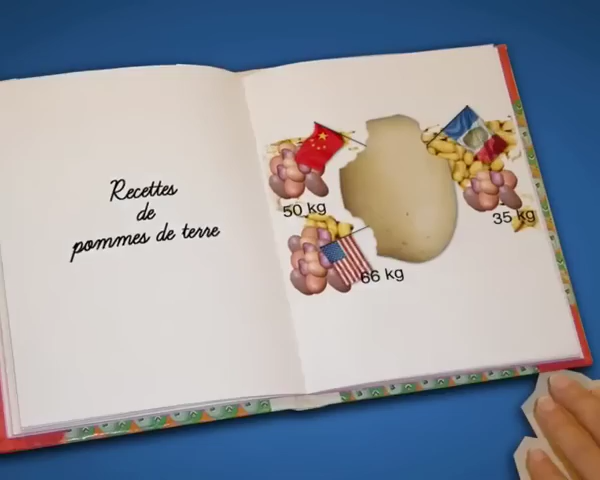 Recettes
de
pommes de terre
50 kg
35 kg
66 kg